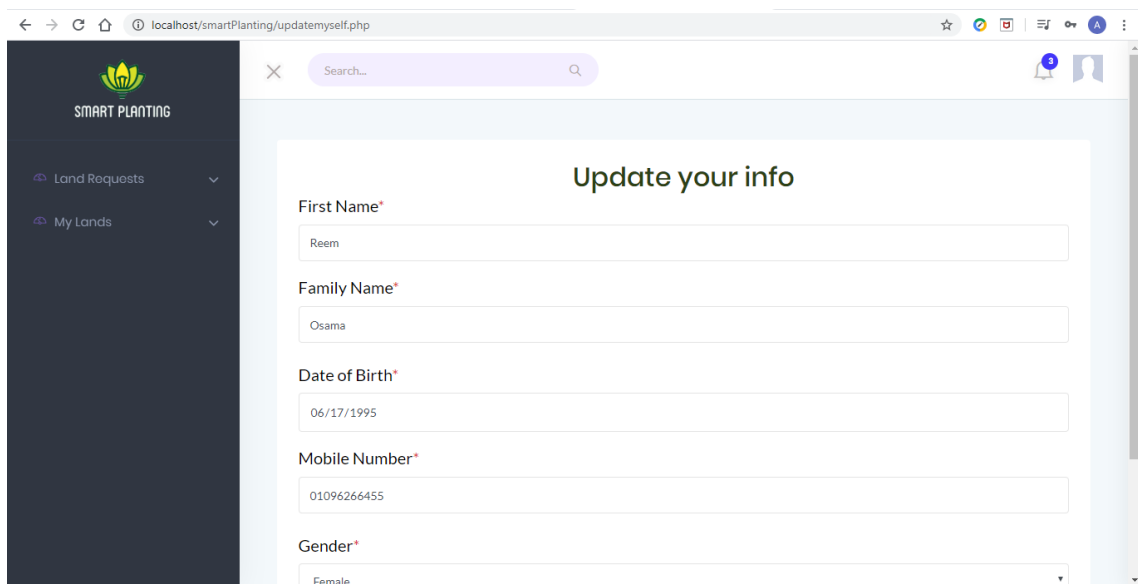 localhost/smartPlanting/updatemyself.php
A
SMART PLANTING
Search...
3
Land Requests
My Lands
Update your info
First Name*
Reem
Family Name*
Osama
Date of Birth*
06/17/1995
Mobile Number*
01096266455
Gender*
Female